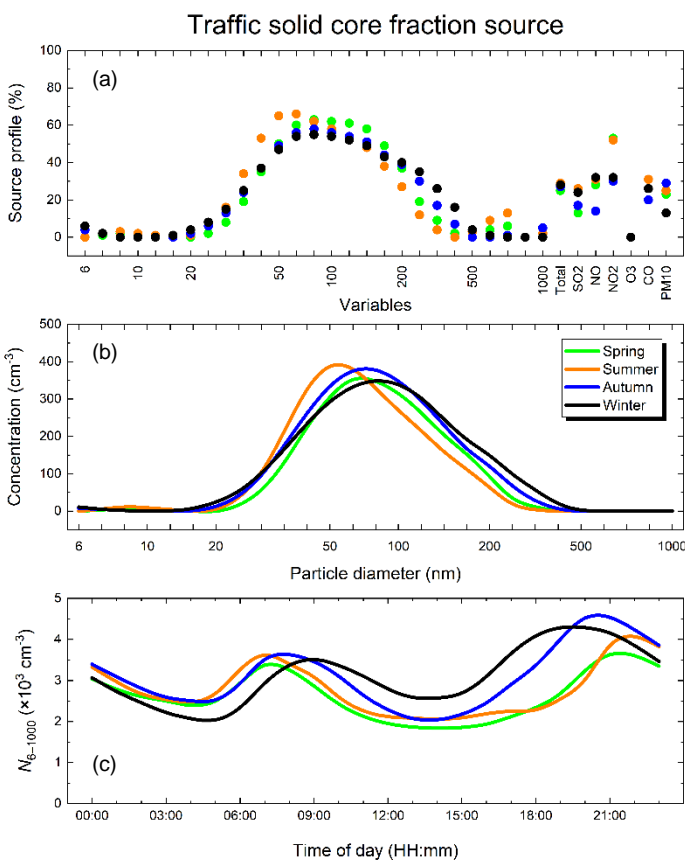 Traffic solid core fraction source
(a)
Source profile (%)
100
80
60
40
20
0
6
10
20
50
100
200
500
1000
Total
SO2
NO
NO2
O3
CO
PM10
Variables
(b)
Concentration (cm⁻³)
500
400
300
200
100
0
Spring
Summer
Autumn
Winter
6 10 20 50 100 200 500 1000
Particle diameter (nm)
N6–1000 (×10³ cm⁻³)
5
4
3
2
1
0
(c)
00:00 03:00 06:00 09:00 12:00 15:00 18:00 21:00
Time of day (HH:mm)